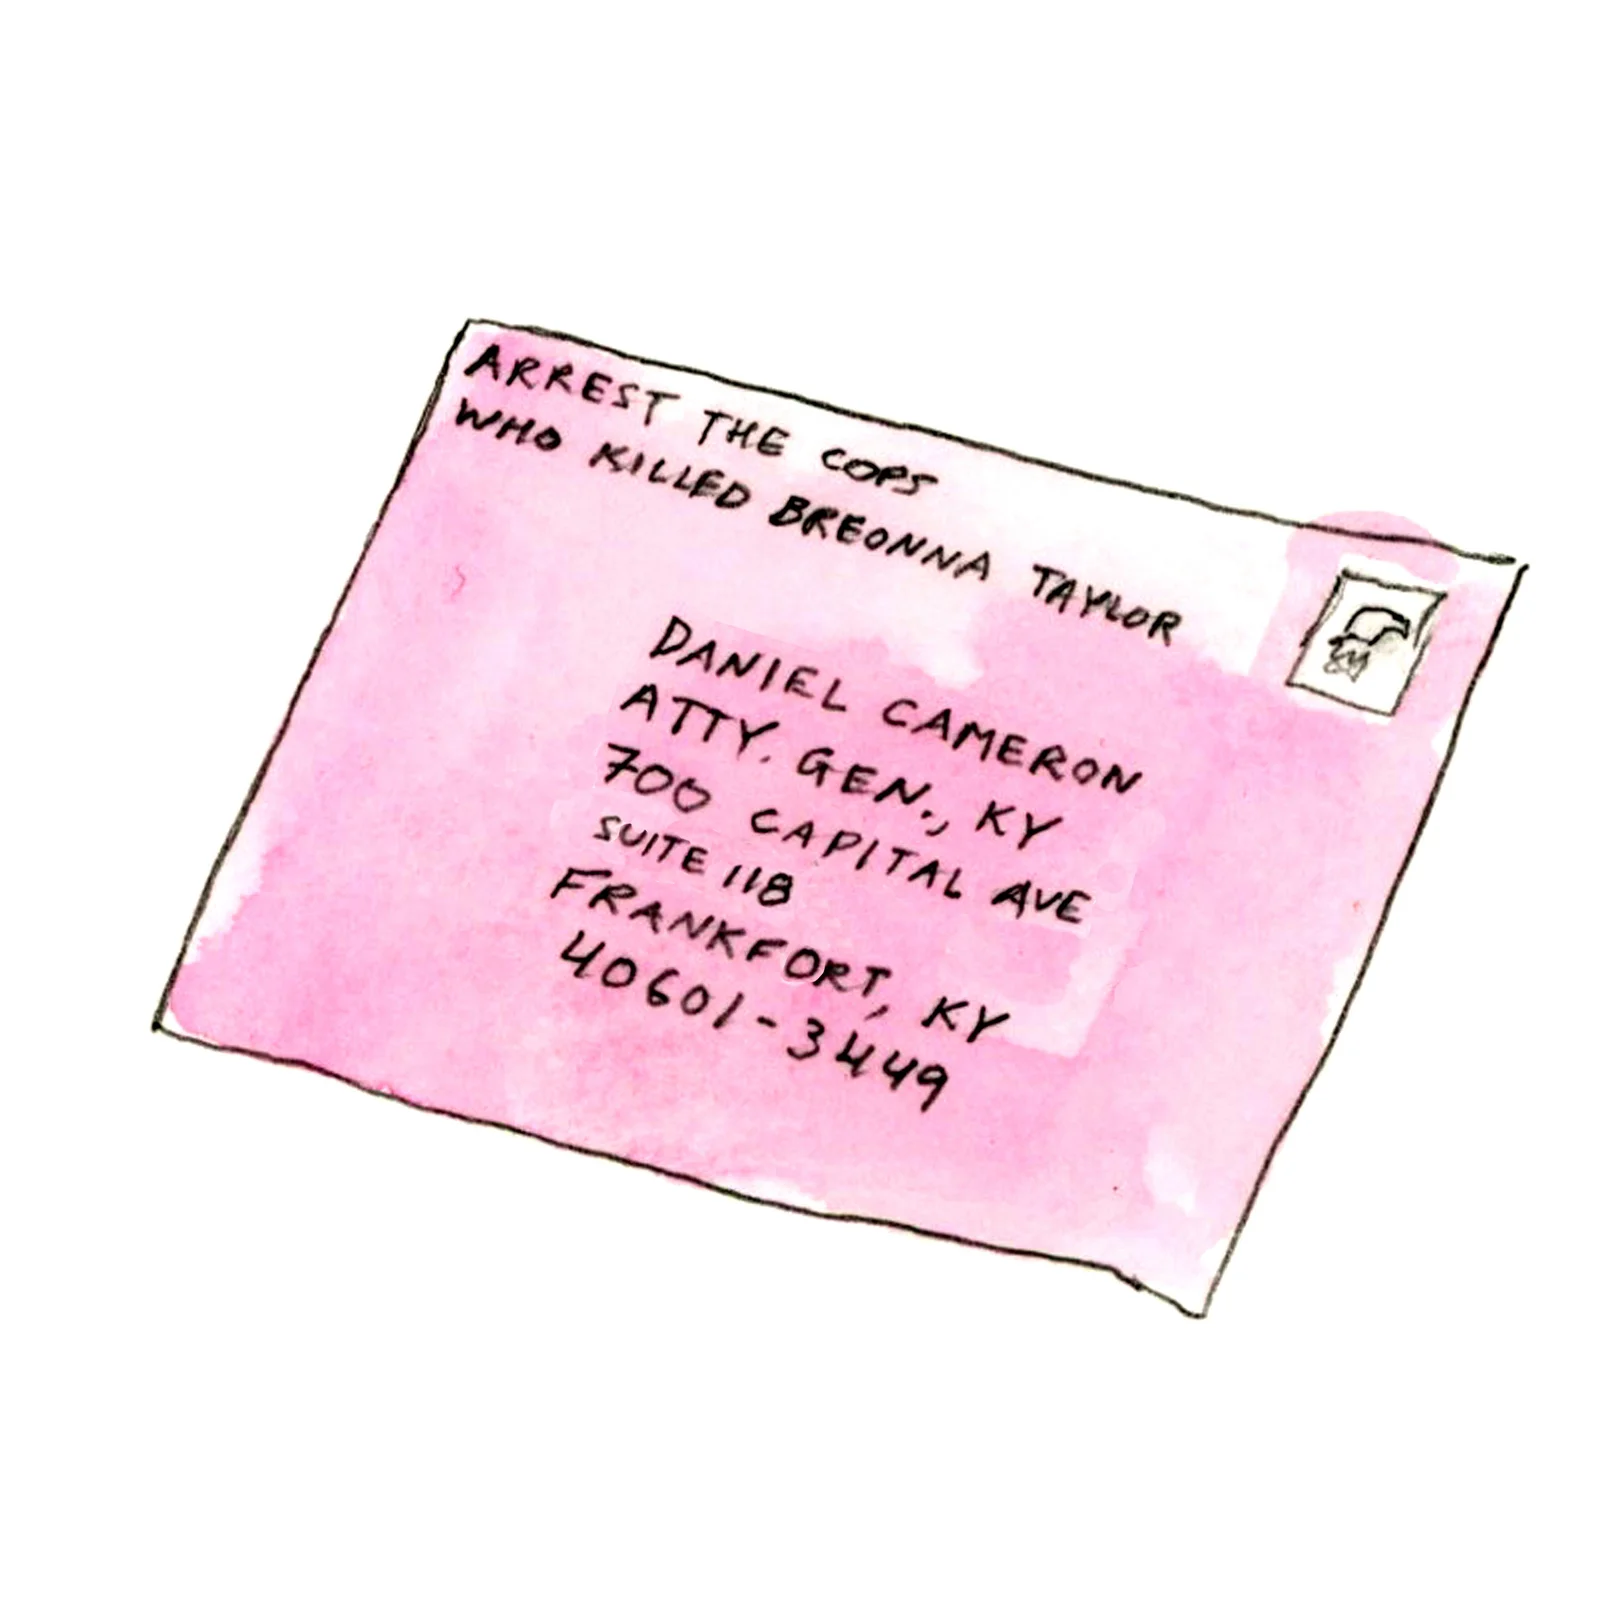 ARREST THE COPS
WHO KILLED BREONNA TAYLOR
DANIEL CAMERON
ATTY. GEN., KY
700 CAPITAL AVE
SUITE 118
FRANKFORT, KY
40601-3449